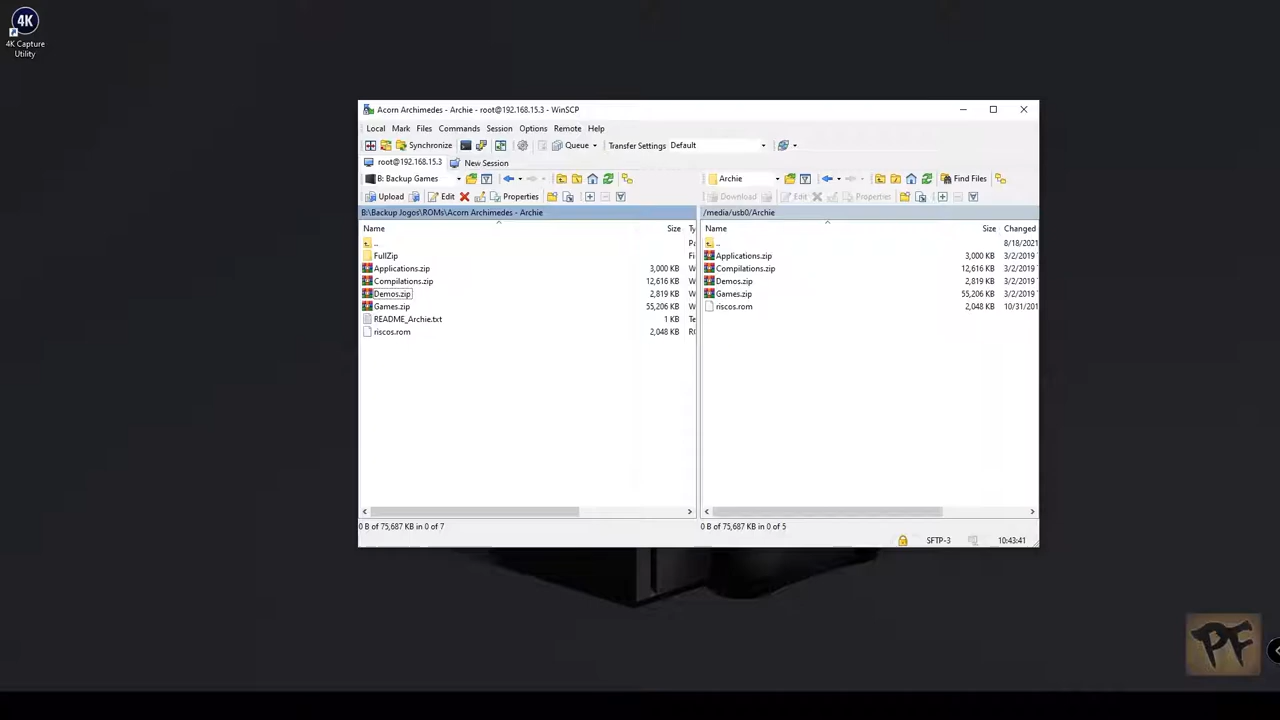 4K
4K Capture
Utility
Acorn Archimedes - Archie - root@192.168.15.3 - WinSCP
Local Mark Files Commands Session Options Remote Help
Synchronize Queue Transfer Settings Default
root@192.168.15.3 New Session
B: Backup Games
Archie Find Files
Upload Edit Properties
Download Edit Properties
B:\Backup Jogos\ROMs\Acorn Archimedes - Archie
Name Size
..
FullZip
Applications.zip 3,000 KB
Compilations.zip 12,616 KB
Demos.zip 2,819 KB
Games.zip 55,206 KB
README_Archie.txt 1 KB
riscos.rom 2,048 KB
0 B of 75,687 KB in 0 of 7
/media/usb0/Archie
Name Size Changed
.. 8/18/2021
Applications.zip 3,000 KB 3/2/2019
Compilations.zip 12,616 KB 3/2/2019
Demos.zip 2,819 KB 3/2/2019
Games.zip 55,206 KB 3/2/2019
riscos.rom 2,048 KB 10/31/201
0 B of 75,687 KB in 0 of 5
SFTP-3 10:43:41
PF